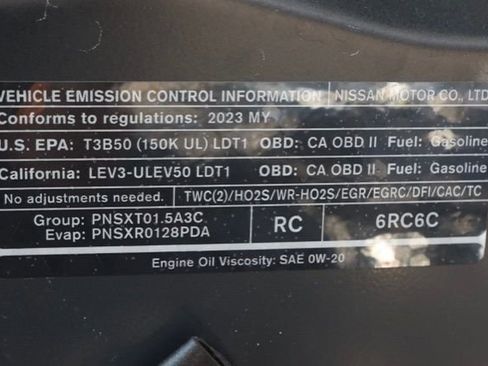 VEHICLE EMISSION CONTROL INFORMATION NISSAN MOTOR CO., LTD
Conforms to regulations: 2023 MY
U.S. EPA: T3B50 (150K UL) LDT1 OBD: CA OBD II Fuel: Gasoline
California: LEV3-ULEV50 LDT1 OBD: CA OBD II Fuel: Gasoline
No adjustments needed. TWC(2)/HO2S/WR-HO2S/EGR/EGRC/DFI/CAC/TC
Group: PNSXT01.5A3C RC 6RC6C
Evap: PNSXR0128PDA
Engine Oil Viscosity: SAE 0W-20